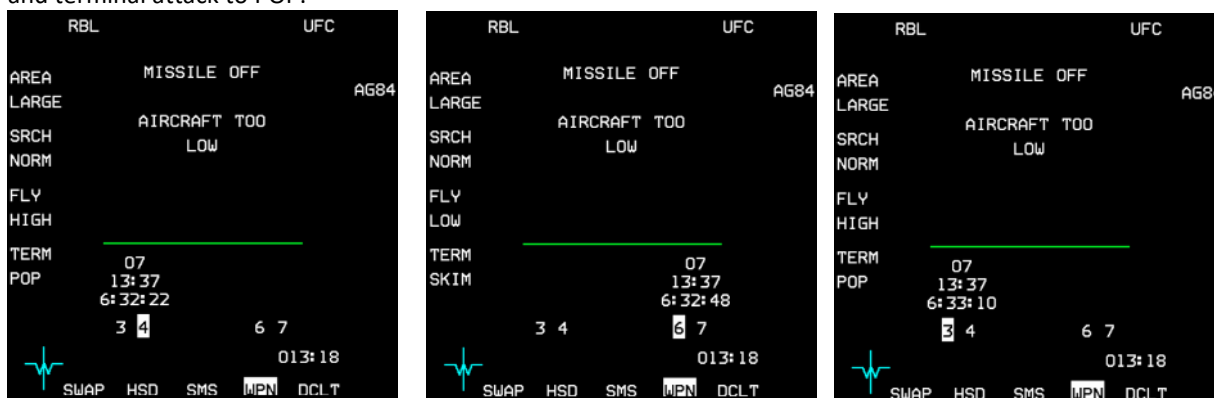 and terminal attack to POP.
RBL UFC
MISSILE OFF
AREA
LARGE
AG84
AIRCRAFT TOO
LOW
SRCH
NORM
FLY
HIGH
TERM
POP
07
13:37
6:32:22
3 4 6 7
013:18
SWAP HSD SMS WPN DCLT
RBL UFC
MISSILE OFF
AREA
LARGE
AG84
AIRCRAFT TOO
LOW
SRCH
NORM
FLY
LOW
TERM
SKIM
07
13:37
6:32:48
3 4 6 7
013:18
SWAP HSD SMS WPN DCLT
RBL UFC
MISSILE OFF
AREA
LARGE
AG8
AIRCRAFT TOO
LOW
SRCH
NORM
FLY
HIGH
TERM
POP
07
13:37
6:33:10
3 4 6 7
013:18
SWAP HSD SMS WPN DCLT